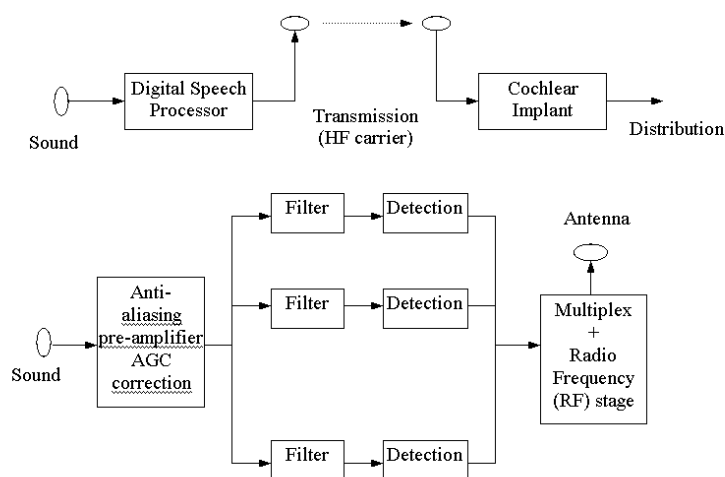 Digital Speech
Processor
Cochlear
Implant
Transmission
(HF carrier)
Sound
Distribution
Filter
Detection
Antenna
Filter
Detection
Anti-
aliasing
pre-amplifier
AGC
correction
Multiplex
+
Radio
Frequency
(RF) stage
Sound
Filter
Detection